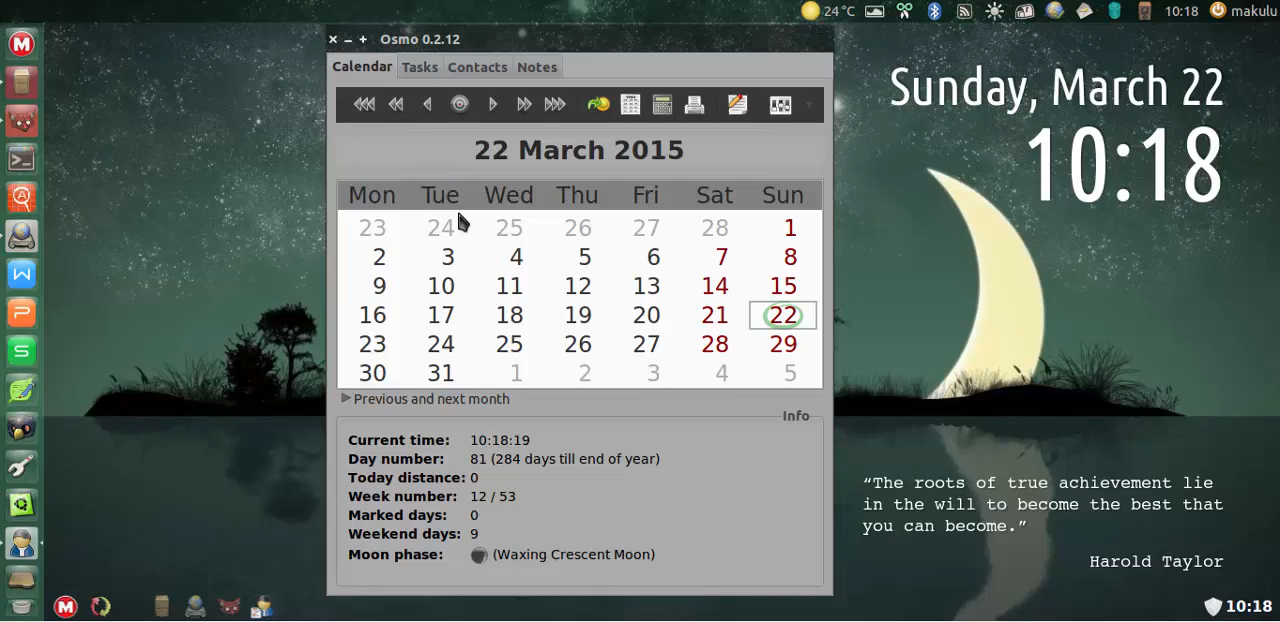 24 °C 10:18 makulu
Osmo 0.2.12
Calendar Tasks Contacts Notes
22 March 2015
Mon Tue Wed Thu Fri Sat Sun
23 24 25 26 27 28 1
2 3 4 5 6 7 8
9 10 11 12 13 14 15
16 17 18 19 20 21 22
23 24 25 26 27 28 29
30 31 1 2 3 4 5
Previous and next month
Info
Current time: 10:18:19
Day number: 81 (284 days till end of year)
Today distance: 0
Week number: 12 / 53
Marked days: 0
Weekend days: 9
Moon phase: (Waxing Crescent Moon)
Sunday, March 22
10:18
“The roots of true achievement lie
in the will to become the best that
you can become.”
Harold Taylor
10:18